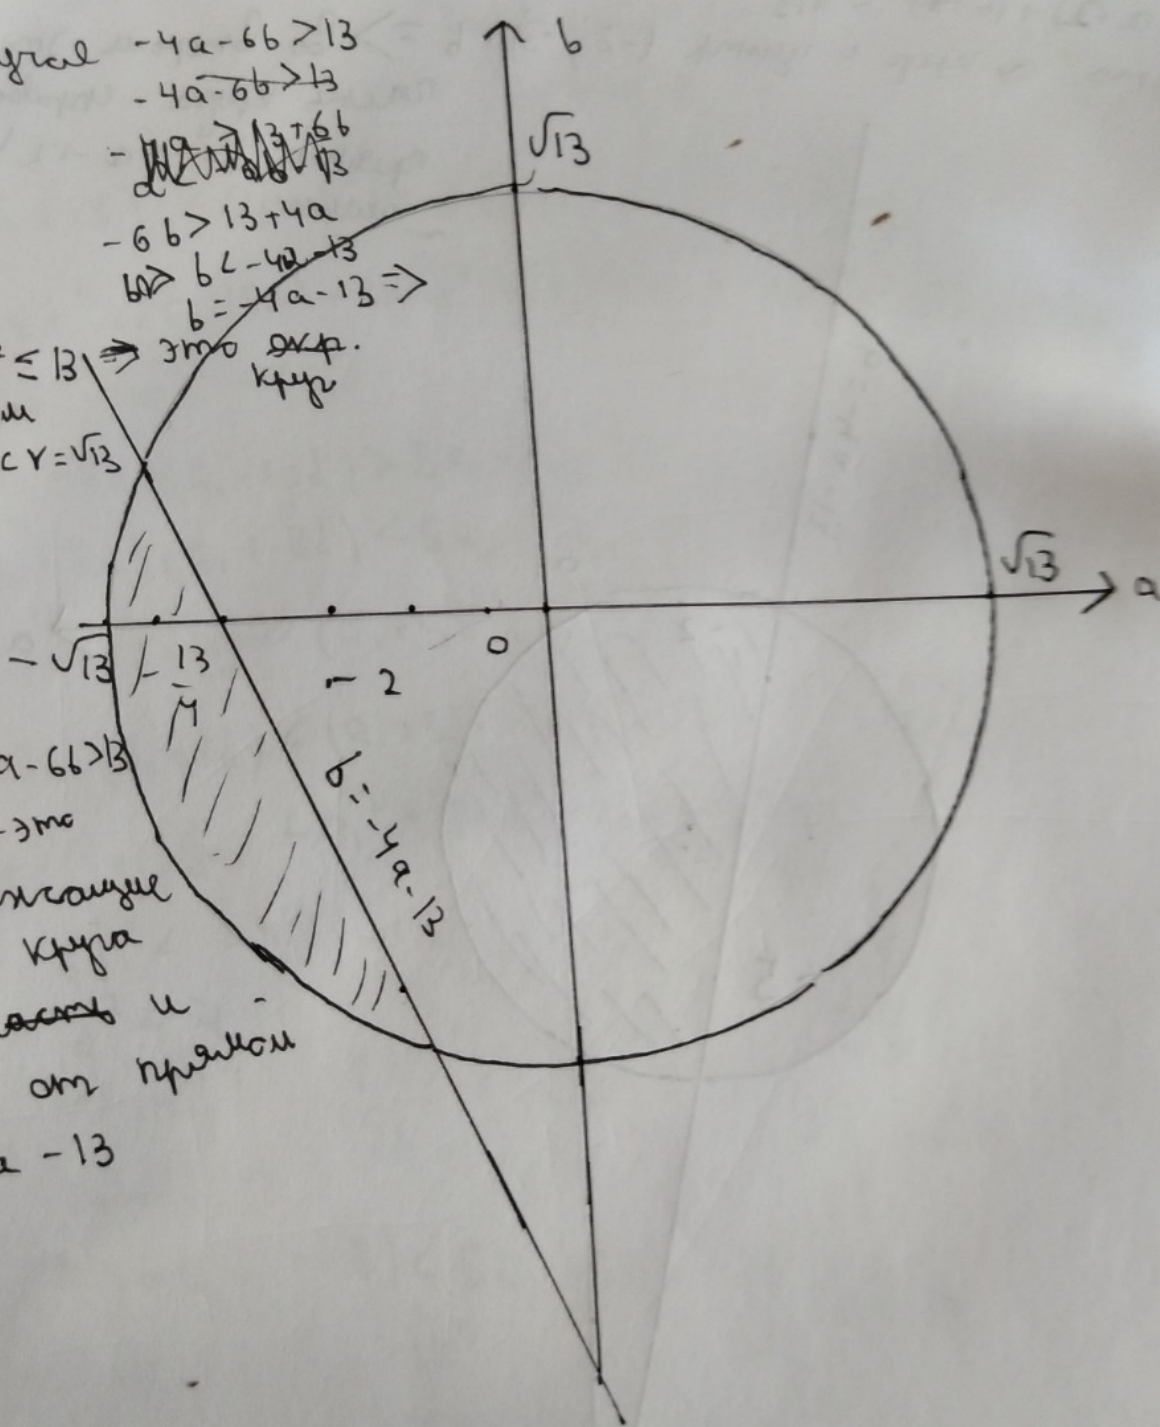 -4a-6b>13
-4a-6b>13
-6b>13+4a
b< -4a-13
b=-4a-13 =>
≤ 13 => это окр.
круг
с r=√13
b
√13
√13
a
0
-√13
-13/4
-2
b=-4a-13
a-6b>13
-это
круга
и
от прямой
-13